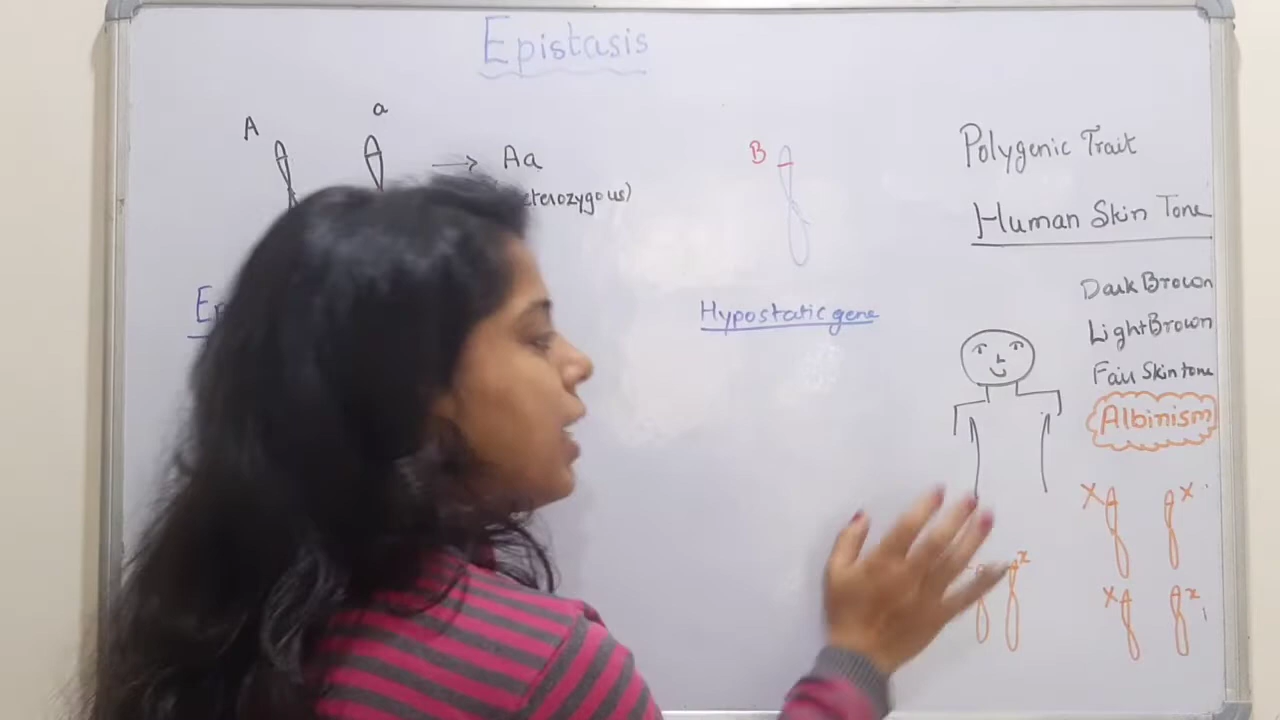 Epistasis
A
a
Aa
B
Polygenic Trait
Human Skin Tone
Hypostatic gene
Dark Brown
Light Brown
Fair Skin tone
Albinism
X
X
x
X
x